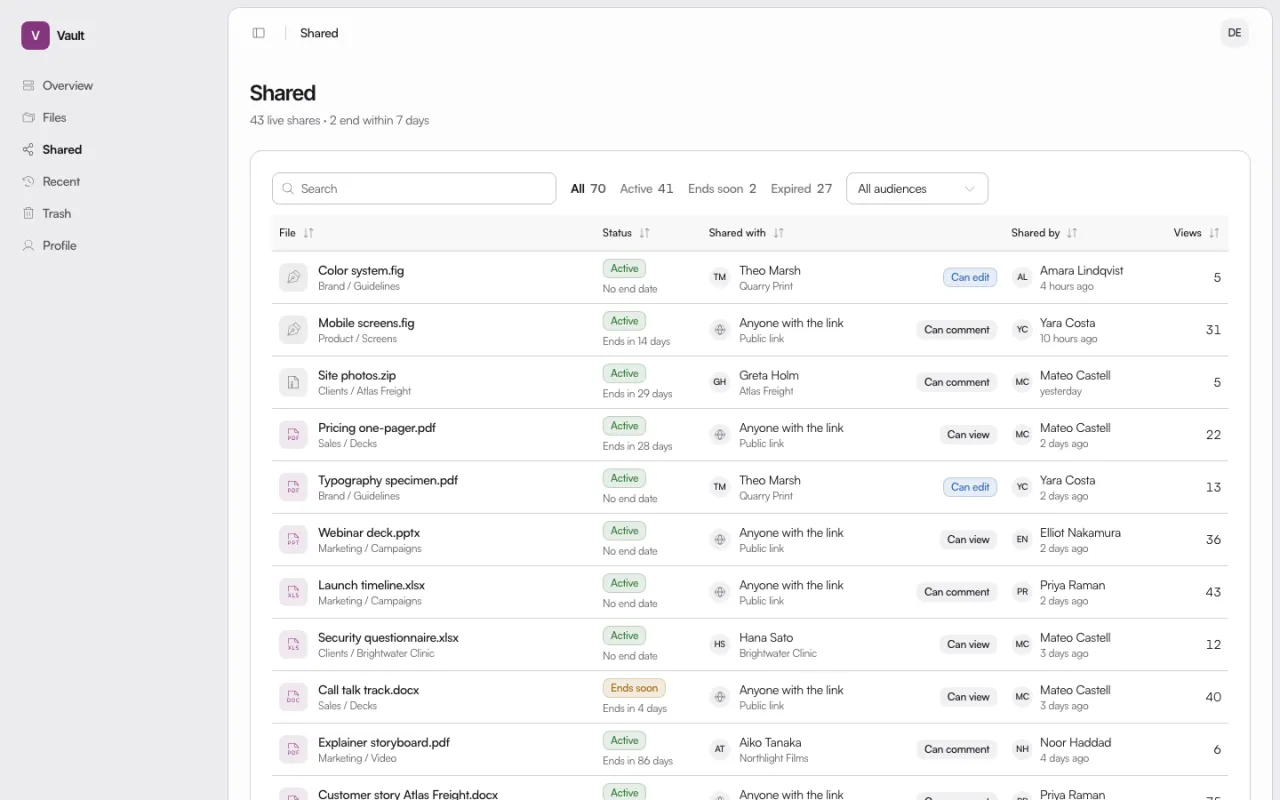 V Vault
Overview
Files
Shared
Recent
Trash
Profile
Shared
DE
Shared
43 live shares · 2 end within 7 days
Search
All 70 Active 41 Ends soon 2 Expired 27
All audiences
File Status Shared with Shared by Views
Color system.fig Active TM Theo Marsh Can edit AL Amara Lindqvist 5
Brand / Guidelines No end date Quarry Print 4 hours ago
Mobile screens.fig Active Anyone with the link Can comment YC Yara Costa 31
Product / Screens Ends in 14 days Public link 10 hours ago
Site photos.zip Active GH Greta Holm Can comment MC Mateo Castell 5
Clients / Atlas Freight Ends in 29 days Atlas Freight yesterday
PDF Pricing one-pager.pdf Active Anyone with the link Can view MC Mateo Castell 22
Sales / Decks Ends in 28 days Public link 2 days ago
PDF Typography specimen.pdf Active TM Theo Marsh Can edit YC Yara Costa 13
Brand / Guidelines No end date Quarry Print 2 days ago
PPT Webinar deck.pptx Active Anyone with the link Can view EN Elliot Nakamura 36
Marketing / Campaigns No end date Public link 2 days ago
XLS Launch timeline.xlsx Active Anyone with the link Can comment PR Priya Raman 43
Marketing / Campaigns No end date Public link 2 days ago
XLS Security questionnaire.xlsx Active HS Hana Sato Can view MC Mateo Castell 12
Clients / Brightwater Clinic No end date Brightwater Clinic 3 days ago
DOC Call talk track.docx Ends soon Anyone with the link Can view MC Mateo Castell 40
Sales / Decks Ends in 4 days Public link 3 days ago
PDF Explainer storyboard.pdf Active AT Aiko Tanaka Can comment NH Noor Haddad 6
Marketing / Video Ends in 86 days Northlight Films 4 days ago
Customer story Atlas Freight.docx Active Anyone with the link Priya Raman